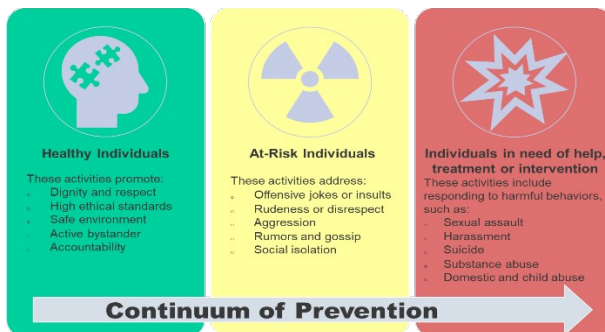 Healthy Individuals
These activities promote:
Dignity and respect
High ethical standards
Safe environment
Active bystander
Accountability
At-Risk Individuals
These activities address:
Offensive jokes or insults
Rudeness or disrespect
Aggression
Rumors and gossip
Social isolation
Individuals in need of help,
treatment or intervention
These activities include
responding to harmful behaviors,
such as:
Sexual assault
Harassment
Suicide
Substance abuse
Domestic and child abuse
Continuum of Prevention